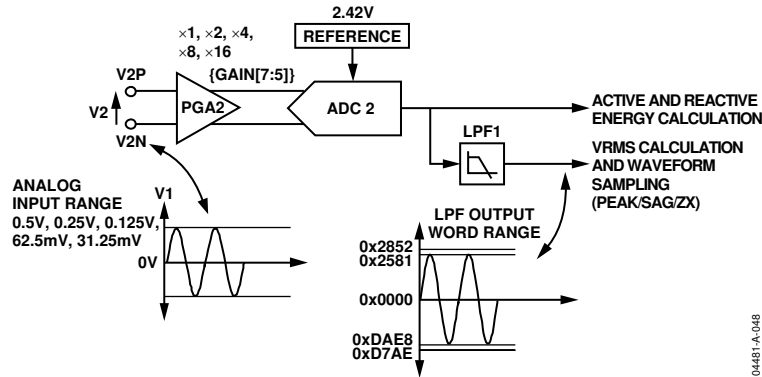 2.42V
REFERENCE
×1, ×2, ×4,
×8, ×16
{GAIN[7:5]}
V2P
V2
V2N
PGA2
ADC 2
ACTIVE AND REACTIVE
ENERGY CALCULATION
LPF1
VRMS CALCULATION
AND WAVEFORM
SAMPLING
(PEAK/SAG/ZX)
ANALOG
INPUT RANGE
0.5V, 0.25V, 0.125V,
62.5mV, 31.25mV
V1
0V
LPF OUTPUT
WORD RANGE
0x2852
0x2581
0x0000
0xDAE8
0xD7AE
04481-A-048